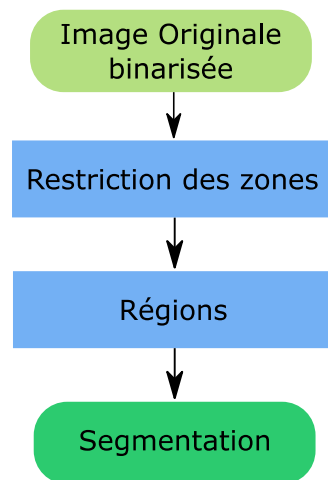 Image Originale
binarisée
Restriction des zones
Régions
Segmentation